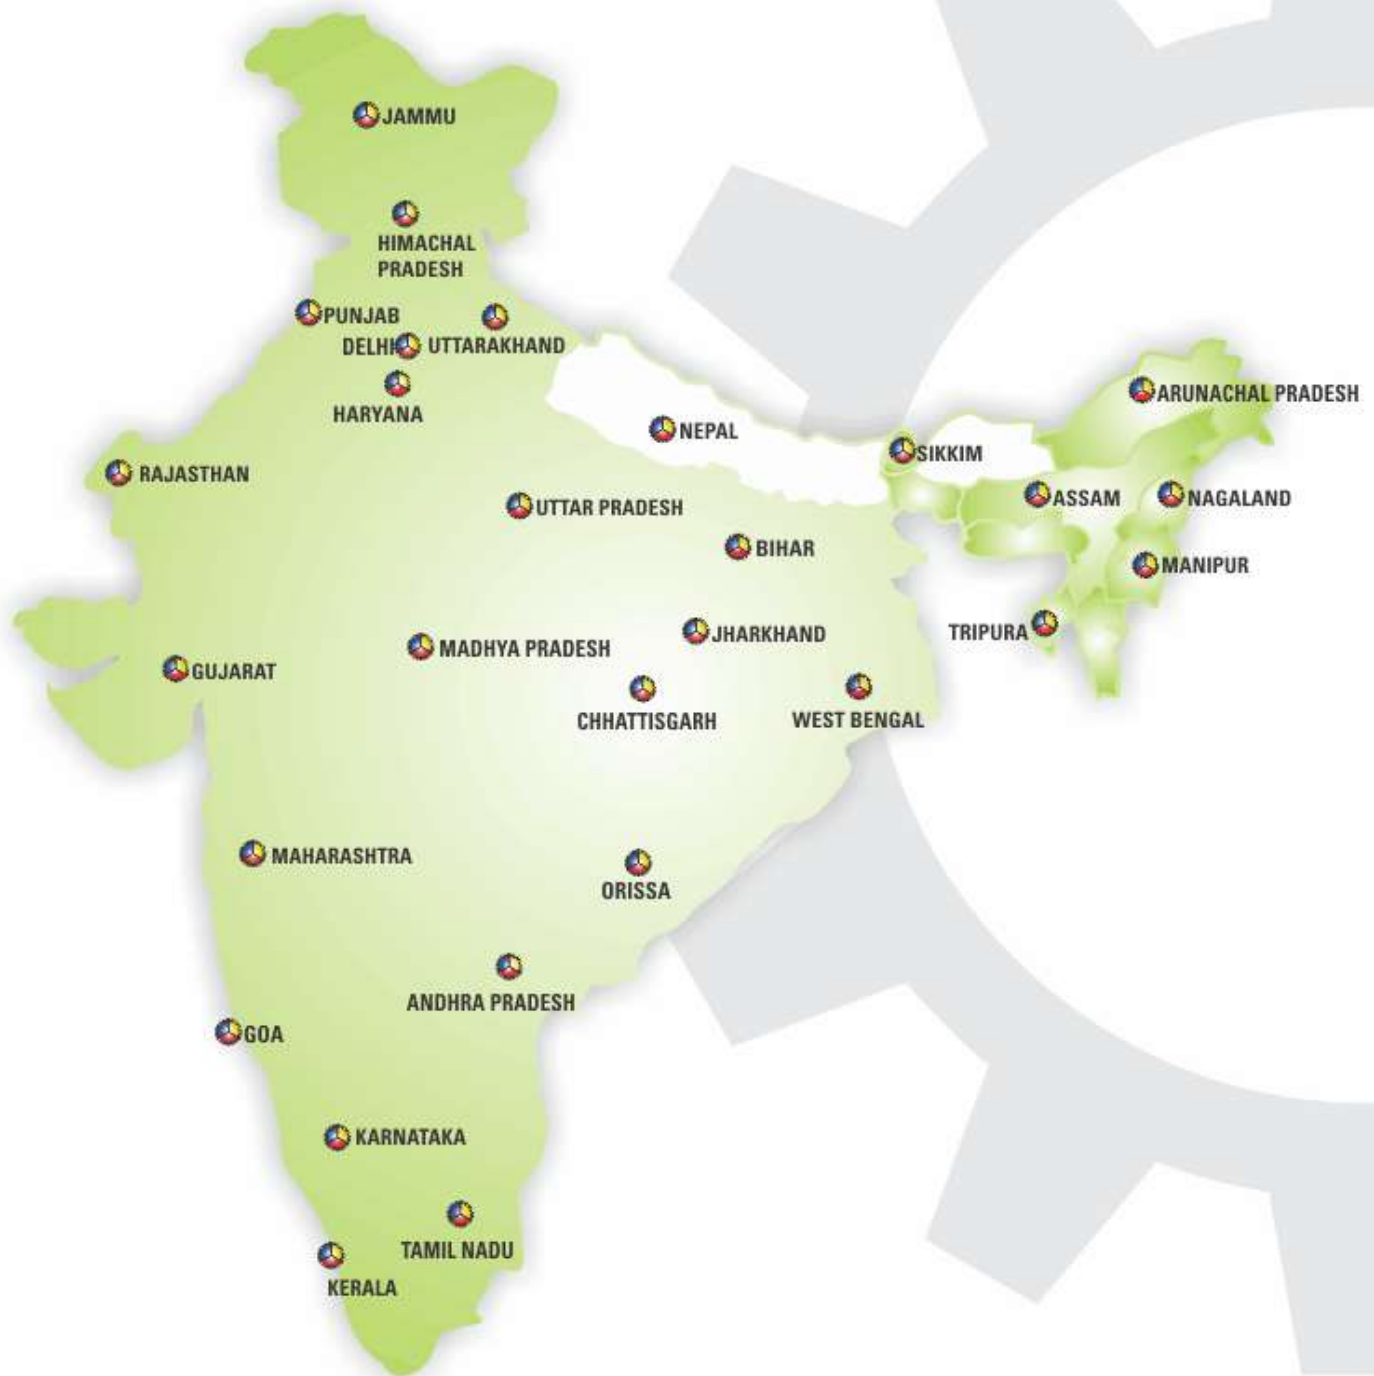 JAMMU
HIMACHAL
PRADESH
PUNJAB
DELHI
UTTARAKHAND
HARYANA
ARUNACHAL PRADESH
NEPAL
SIKKIM
RAJASTHAN
ASSAM
NAGALAND
UTTAR PRADESH
BIHAR
MANIPUR
TRIPURA
JHARKHAND
MADHYA PRADESH
GUJARAT
CHHATTISGARH
WEST BENGAL
MAHARASHTRA
ORISSA
ANDHRA PRADESH
GOA
KARNATAKA
TAMIL NADU
KERALA